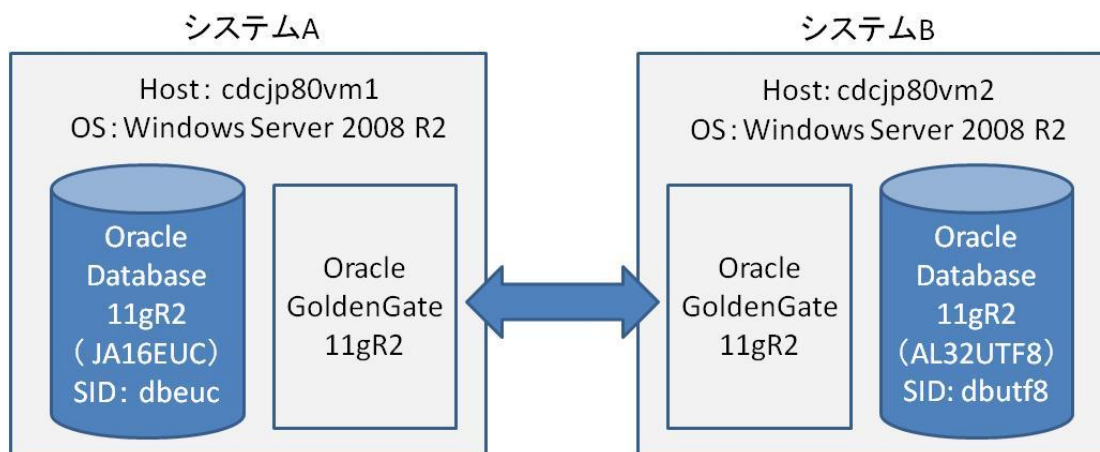 システムA
Host: cdcjp80vm1
OS:Windows Server 2008 R2
Oracle
Database
11gR2
(JA16EUC)
SID: dbeuc
Oracle
GoldenGate
11gR2
システムB
Host: cdcjp80vm2
OS:Windows Server 2008 R2
Oracle
GoldenGate
11gR2
Oracle
Database
11gR2
(AL32UTF8)
SID: dbutf8